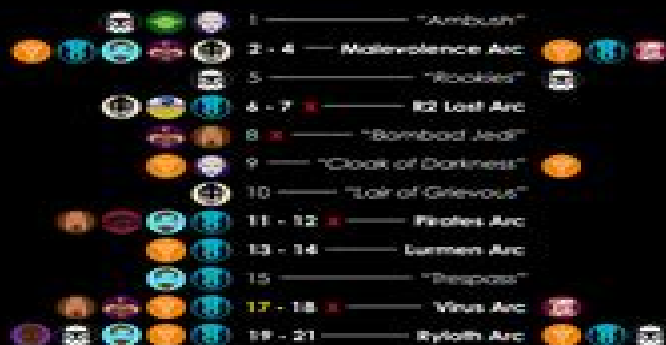 1 "Ambush"
2 - 4 Malevolence Arc
5 "Rookies"
6 - 7 x R2 Lost Arc
8 x "Bombad Jedi"
9 "Cloak of Darkness"
10 "Lair of Grievous"
11 - 12 x Pirates Arc
13 - 14 Lurmen Arc
15 "Trespass"
17 - 18 x Virus Arc
19 - 21 Ryloth Arc